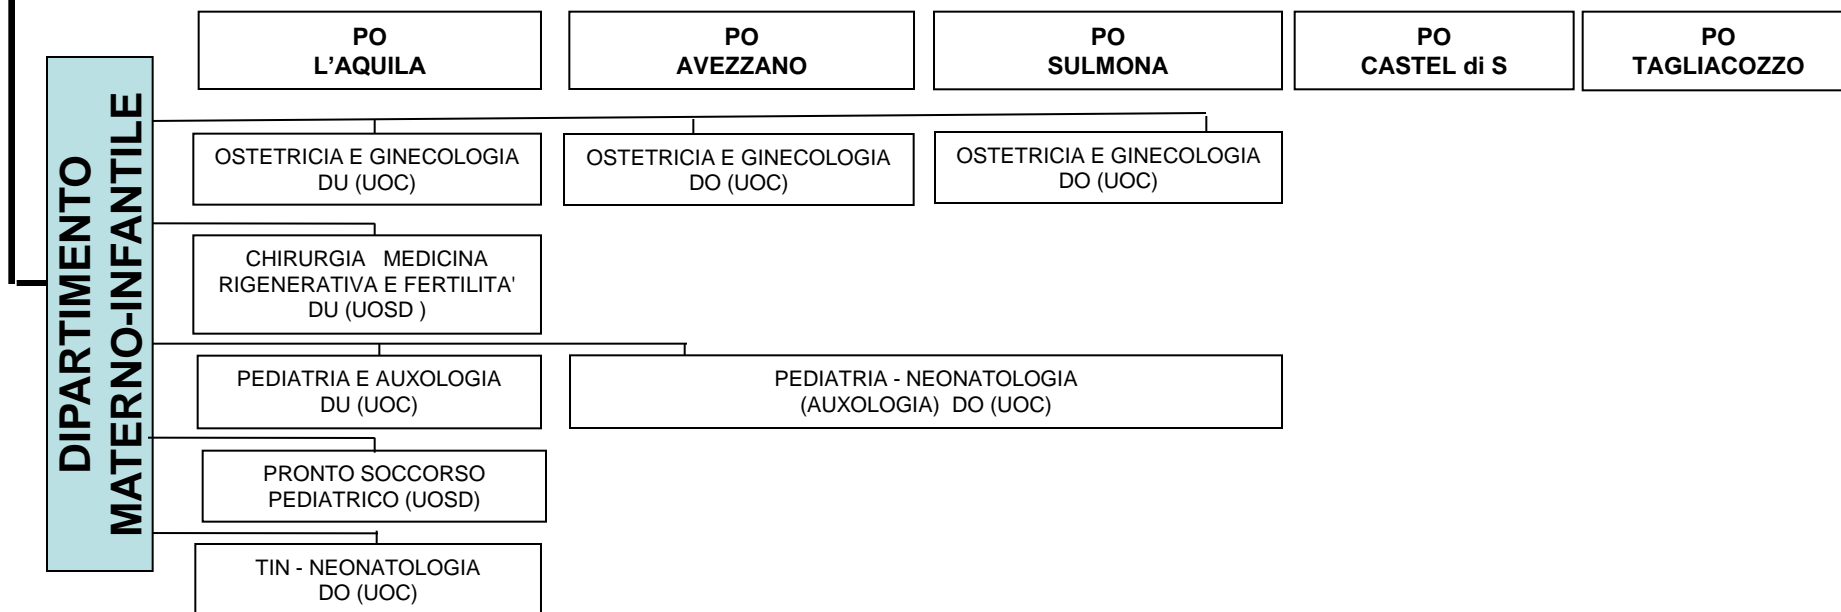 PO
L'AQUILA
PO
AVEZZANO
PO
SULMONA
PO
CASTEL di S
PO
TAGLIACOZZO
DIPARTIMENTO
MATERNO-INFANTILE
OSTETRICIA E GINECOLOGIA
DU (UOC)
OSTETRICIA E GINECOLOGIA
DO (UOC)
OSTETRICIA E GINECOLOGIA
DO (UOC)
CHIRURGIA MEDICINA
RIGENERATIVA E FERTILITA'
DU (UOSD )
PEDIATRIA E AUXOLOGIA
DU (UOC)
PEDIATRIA - NEONATOLOGIA
(AUXOLOGIA) DO (UOC)
PRONTO SOCCORSO
PEDIATRICO (UOSD)
TIN - NEONATOLOGIA
DO (UOC)